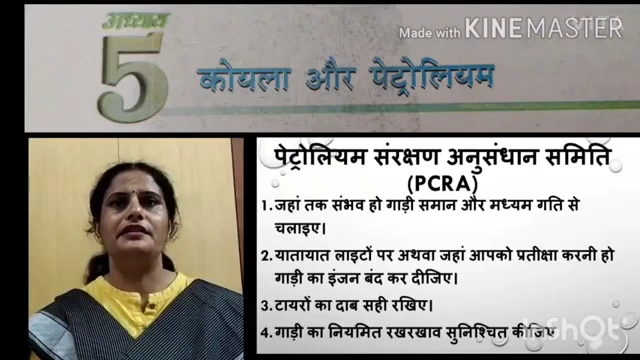 Made with KINEMASTER
अध्याय
5 कोयला और पेट्रोलियम
पेट्रोलियम संरक्षण अनुसंधान समिति
(PCRA)
1. जहां तक संभव हो गाड़ी समान और मध्यम गति से
चलाइए।
2. यातायात लाइटों पर अथवा जहां आपको प्रतीक्षा करनी हो
गाड़ी का इंजन बंद कर दीजिए।
3. टायरों का दाब सही रखिए।
4. गाड़ी का नियमित रखरखाव सुनिश्चित कीजिए
inshot